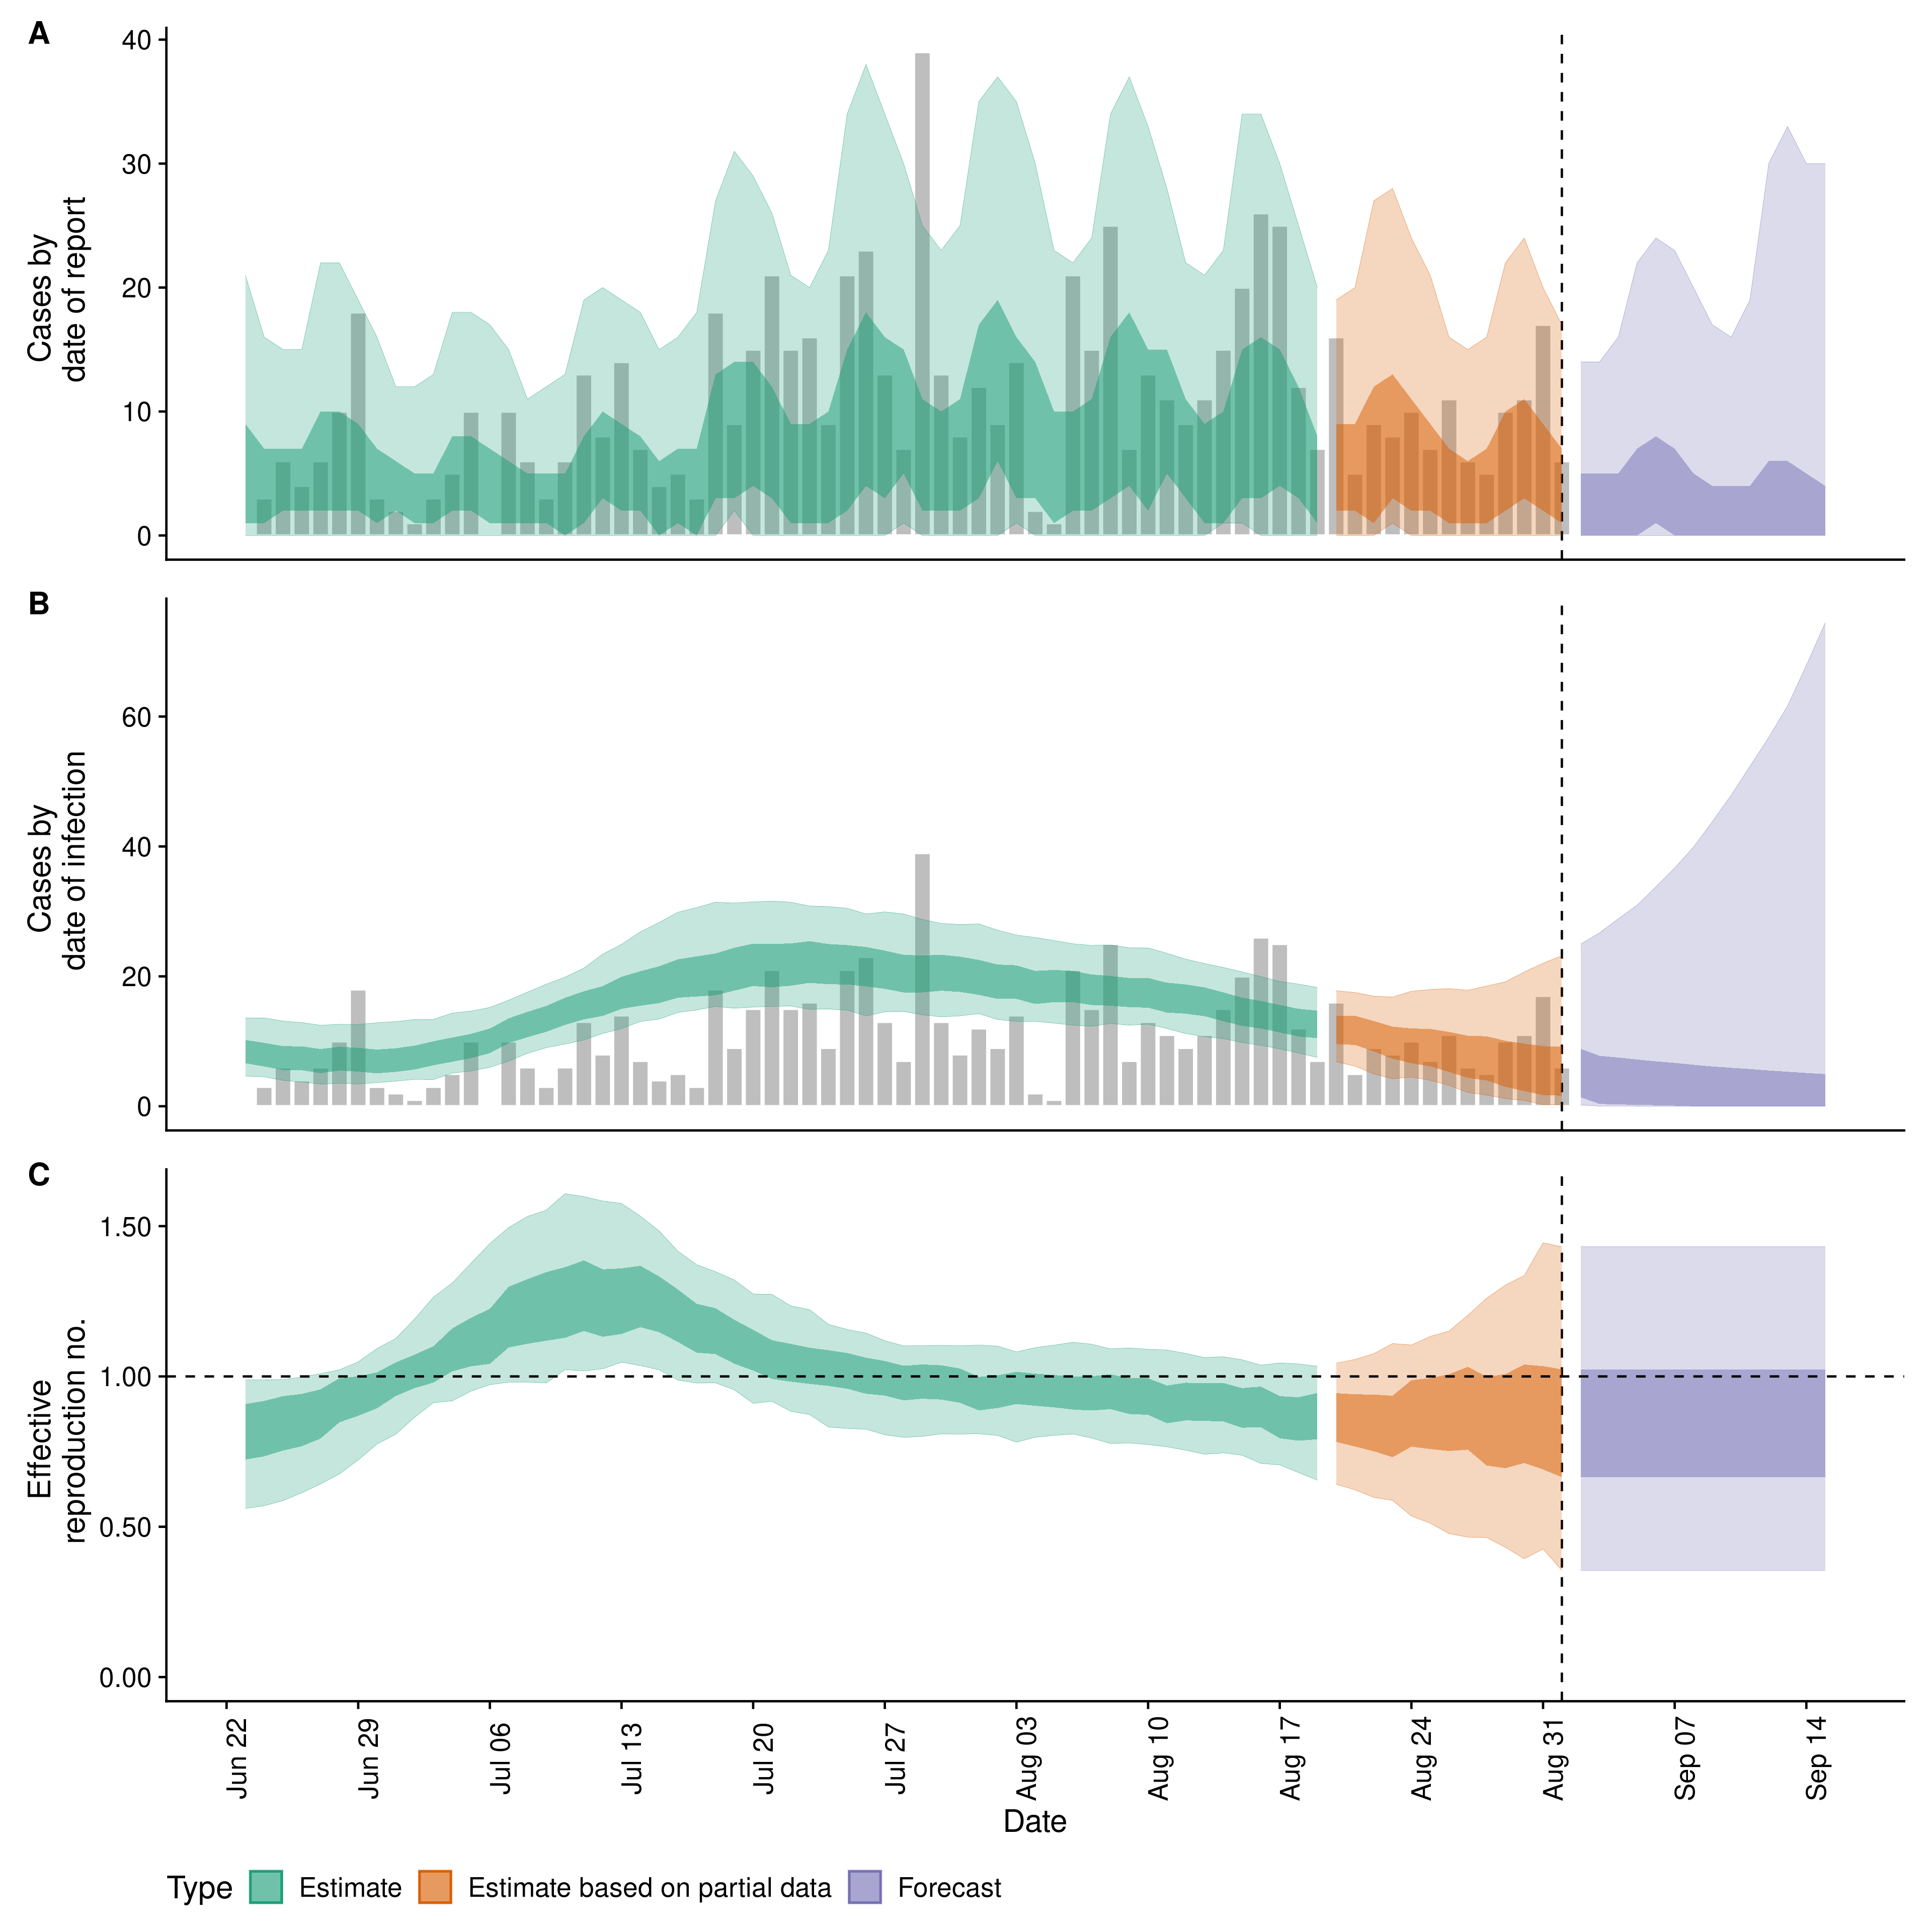 A
Cases by
date of report
40
30
20
10
0
B
Cases by
date of infection
60
40
20
0
C
Effective
reproduction no.
1.50
1.00
0.50
0.00
Jun 22
Jun 29
Jul 06
Jul 13
Jul 20
Jul 27
Aug 03
Aug 10
Aug 17
Aug 24
Aug 31
Sep 07
Sep 14
Date
Type Estimate Estimate based on partial data Forecast